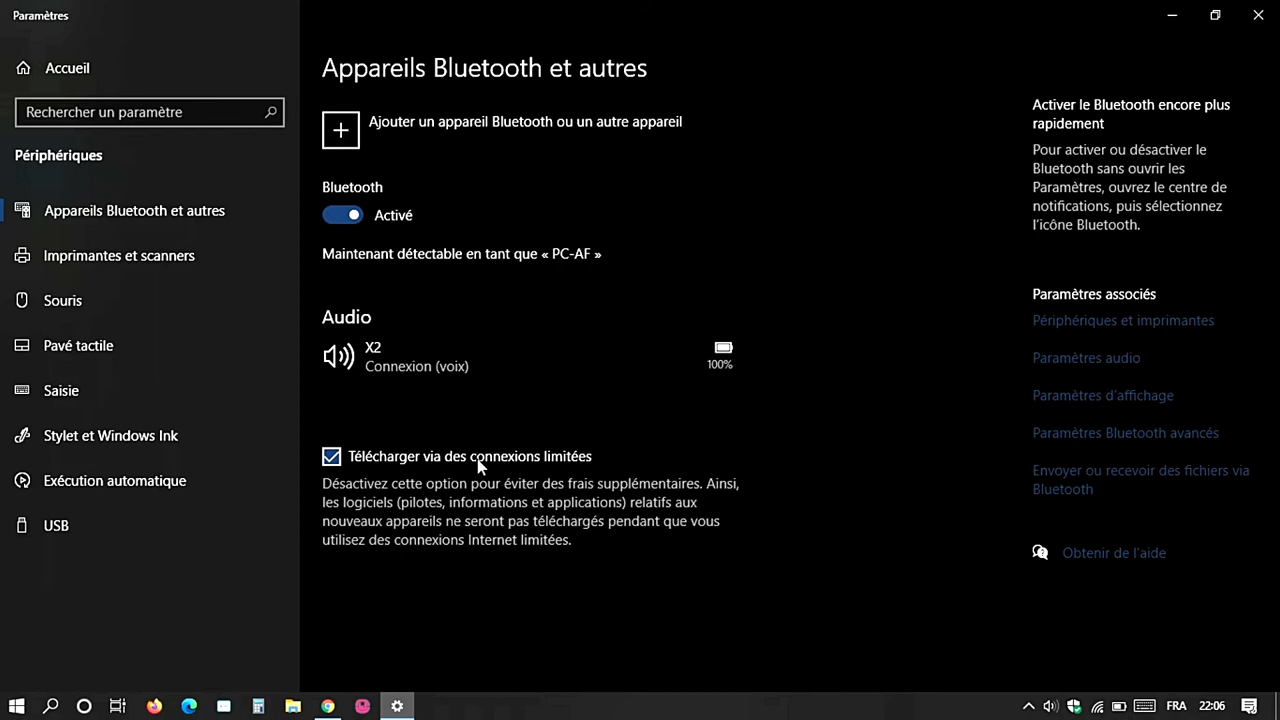 Paramètres
Accueil
Rechercher un paramètre
Périphériques
Appareils Bluetooth et autres
Imprimantes et scanners
Souris
Pavé tactile
Saisie
Stylet et Windows Ink
Exécution automatique
USB
Appareils Bluetooth et autres
Ajouter un appareil Bluetooth ou un autre appareil
Bluetooth
Activé
Maintenant détectable en tant que « PC-AF »
Audio
X2
Connexion (voix)
100%
Télécharger via des connexions limitées
Désactivez cette option pour éviter des frais supplémentaires. Ainsi,
les logiciels (pilotes, informations et applications) relatifs aux
nouveaux appareils ne seront pas téléchargés pendant que vous
utilisez des connexions Internet limitées.
Activer le Bluetooth encore plus
rapidement
Pour activer ou désactiver le
Bluetooth sans ouvrir les
Paramètres, ouvrez le centre de
notifications, puis sélectionnez
l'icône Bluetooth.
Paramètres associés
Périphériques et imprimantes
Paramètres audio
Paramètres d'affichage
Paramètres Bluetooth avancés
Envoyer ou recevoir des fichiers via
Bluetooth
Obtenir de l'aide
FRA
22:06